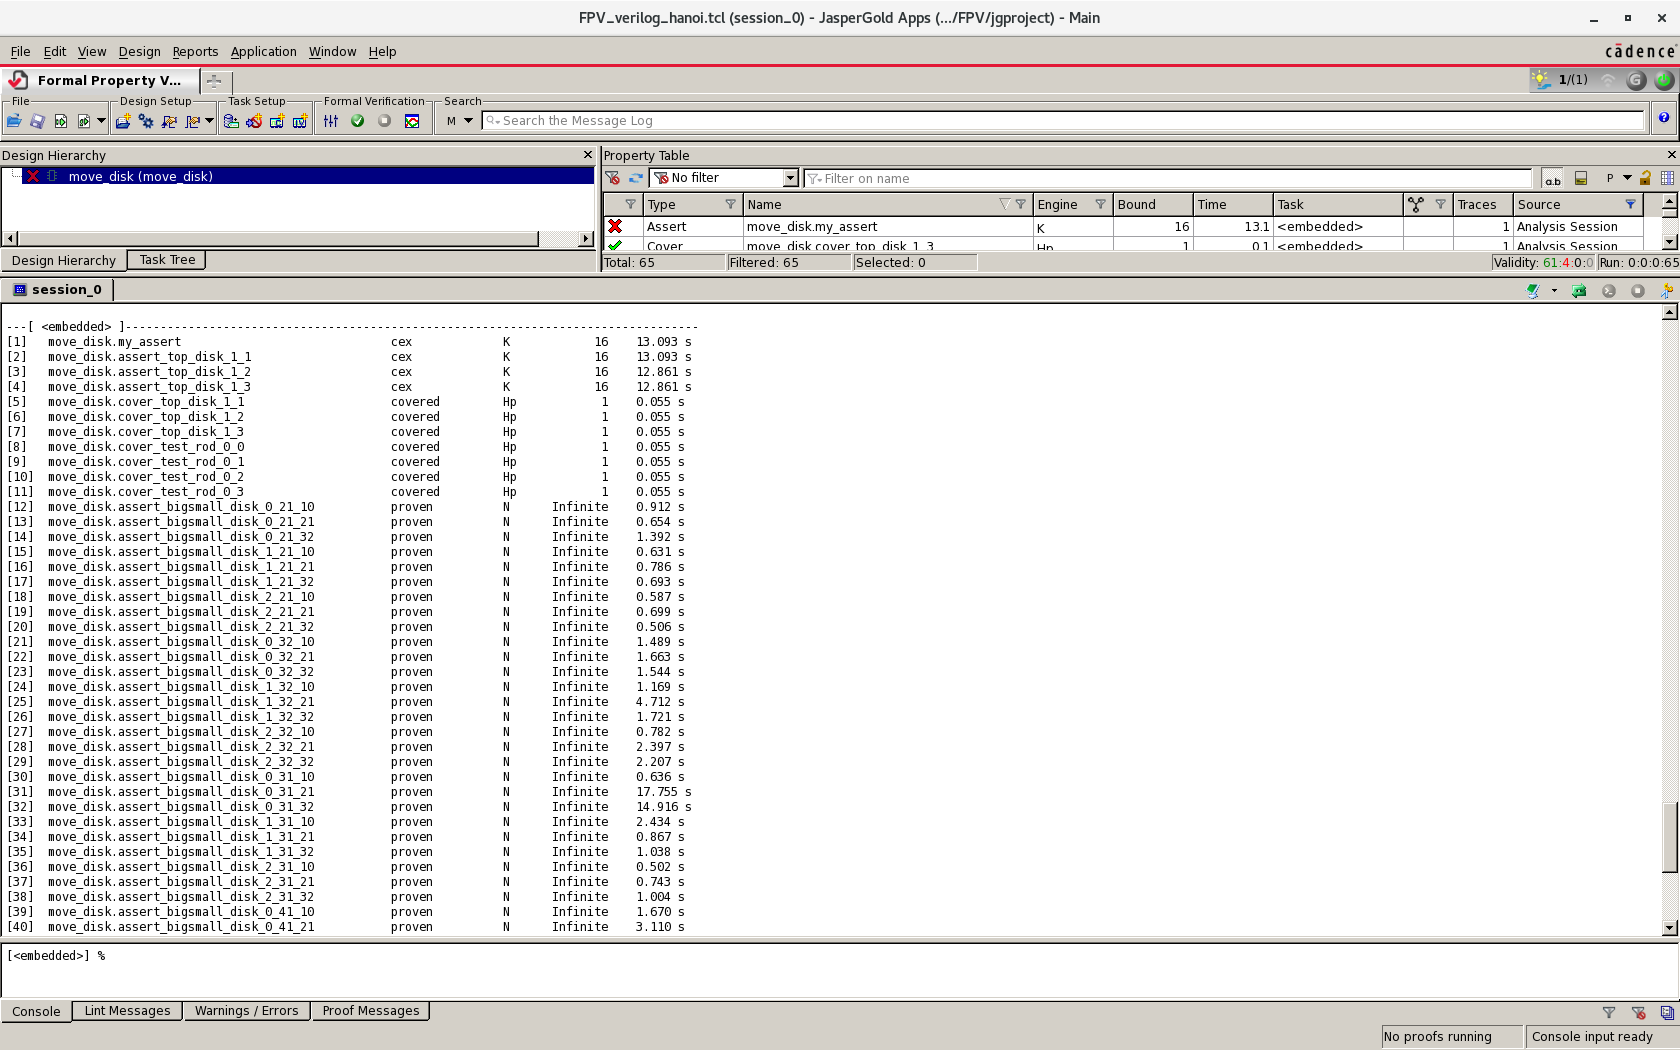 FPV_verilog_hanoi.tcl (session_0) - JasperGold Apps (.../FPV/jgproject) - Main
File Edit View Design Reports Application Window Help
cādence
Formal Property V...
1/(1)
File Design Setup Task Setup Formal Verification Search
M Search the Message Log
Design Hierarchy
move_disk (move_disk)
Design Hierarchy Task Tree
Property Table
No filter Filter on name a.b P
Type Name Engine Bound Time Task Traces Source
Assert move_disk.my_assert K 16 13.1 <embedded> 1 Analysis Session
Cover move_disk.cover_top_disk_1_3 Hp 1 0.1 <embedded> 1 Analysis Session
Total: 65 Filtered: 65 Selected: 0 Validity: 61:4:0:0 Run: 0:0:0:65
session_0
---[ <embedded> ]----------------------------------------------------------------------------------
[1] move_disk.my_assert cex K 16 13.093 s
[2] move_disk.assert_top_disk_1_1 cex K 16 13.093 s
[3] move_disk.assert_top_disk_1_2 cex K 16 12.861 s
[4] move_disk.assert_top_disk_1_3 cex K 16 12.861 s
[5] move_disk.cover_top_disk_1_1 covered Hp 1 0.055 s
[6] move_disk.cover_top_disk_1_2 covered Hp 1 0.055 s
[7] move_disk.cover_top_disk_1_3 covered Hp 1 0.055 s
[8] move_disk.cover_test_rod_0_0 covered Hp 1 0.055 s
[9] move_disk.cover_test_rod_0_1 covered Hp 1 0.055 s
[10] move_disk.cover_test_rod_0_2 covered Hp 1 0.055 s
[11] move_disk.cover_test_rod_0_3 covered Hp 1 0.055 s
[12] move_disk.assert_bigsmall_disk_0_21_10 proven N Infinite 0.912 s
[13] move_disk.assert_bigsmall_disk_0_21_21 proven N Infinite 0.654 s
[14] move_disk.assert_bigsmall_disk_0_21_32 proven N Infinite 1.392 s
[15] move_disk.assert_bigsmall_disk_1_21_10 proven N Infinite 0.631 s
[16] move_disk.assert_bigsmall_disk_1_21_21 proven N Infinite 0.786 s
[17] move_disk.assert_bigsmall_disk_1_21_32 proven N Infinite 0.693 s
[18] move_disk.assert_bigsmall_disk_2_21_10 proven N Infinite 0.587 s
[19] move_disk.assert_bigsmall_disk_2_21_21 proven N Infinite 0.699 s
[20] move_disk.assert_bigsmall_disk_2_21_32 proven N Infinite 0.506 s
[21] move_disk.assert_bigsmall_disk_0_32_10 proven N Infinite 1.489 s
[22] move_disk.assert_bigsmall_disk_0_32_21 proven N Infinite 1.663 s
[23] move_disk.assert_bigsmall_disk_0_32_32 proven N Infinite 1.544 s
[24] move_disk.assert_bigsmall_disk_1_32_10 proven N Infinite 1.169 s
[25] move_disk.assert_bigsmall_disk_1_32_21 proven N Infinite 4.712 s
[26] move_disk.assert_bigsmall_disk_1_32_32 proven N Infinite 1.721 s
[27] move_disk.assert_bigsmall_disk_2_32_10 proven N Infinite 0.782 s
[28] move_disk.assert_bigsmall_disk_2_32_21 proven N Infinite 2.397 s
[29] move_disk.assert_bigsmall_disk_2_32_32 proven N Infinite 2.207 s
[30] move_disk.assert_bigsmall_disk_0_31_10 proven N Infinite 0.636 s
[31] move_disk.assert_bigsmall_disk_0_31_21 proven N Infinite 17.755 s
[32] move_disk.assert_bigsmall_disk_0_31_32 proven N Infinite 14.916 s
[33] move_disk.assert_bigsmall_disk_1_31_10 proven N Infinite 2.434 s
[34] move_disk.assert_bigsmall_disk_1_31_21 proven N Infinite 0.867 s
[35] move_disk.assert_bigsmall_disk_1_31_32 proven N Infinite 1.038 s
[36] move_disk.assert_bigsmall_disk_2_31_10 proven N Infinite 0.502 s
[37] move_disk.assert_bigsmall_disk_2_31_21 proven N Infinite 0.743 s
[38] move_disk.assert_bigsmall_disk_2_31_32 proven N Infinite 1.004 s
[39] move_disk.assert_bigsmall_disk_0_41_10 proven N Infinite 1.670 s
[40] move_disk.assert_bigsmall_disk_0_41_21 proven N Infinite 3.110 s
[<embedded>] %
Console Lint Messages Warnings / Errors Proof Messages
No proofs running Console input ready